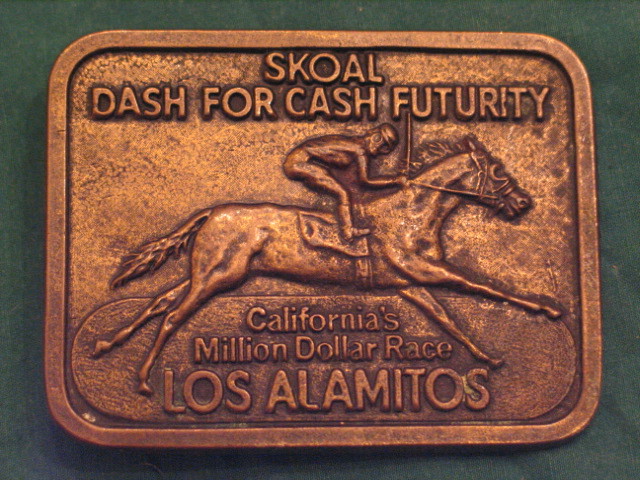 SKOAL
DASH FOR CASH FUTURITY
California's
Million Dollar Race
LOS ALAMITOS